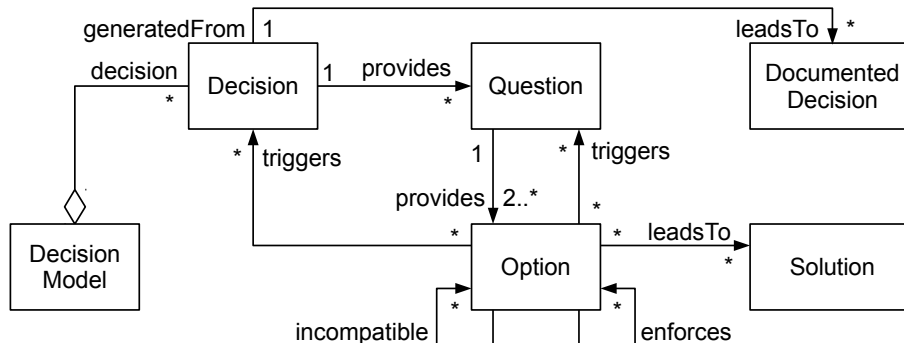 generatedFrom 1 leadsTo *
decision 1 provides
* Decision * Question Documented
Decision
* triggers 1 * triggers
provides 2..* *
* * leadsTo
Decision
Model Option * Solution
* *
incompatible enforces